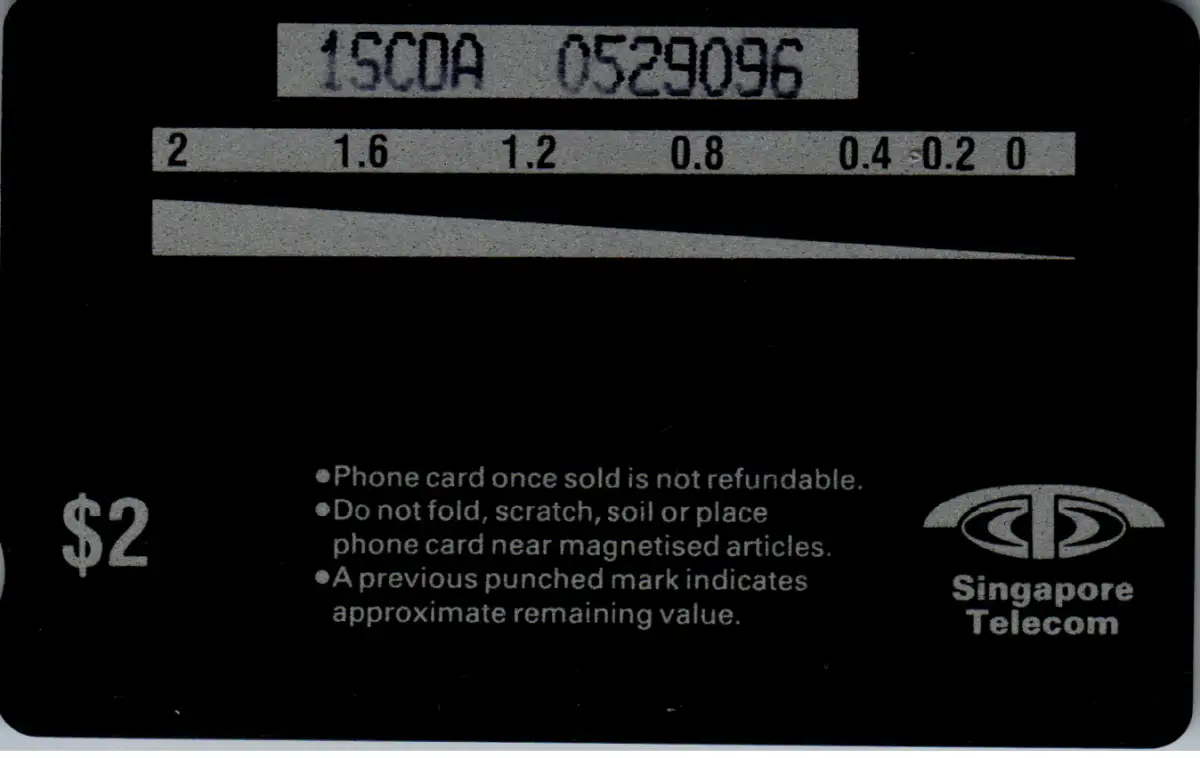 1SCDA 0529096
2 1.6 1.2 0.8 0.4 0.2 0
$2
•Phone card once sold is not refundable.
•Do not fold, scratch, soil or place
phone card near magnetised articles.
•A previous punched mark indicates
approximate remaining value.
Singapore
Telecom